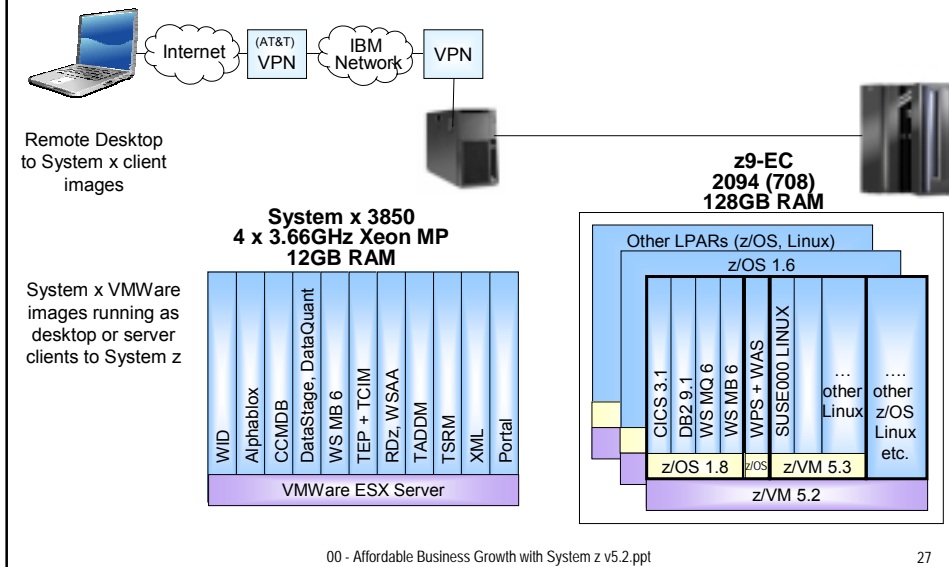 Internet
(AT&T)
VPN
IBM
Network
VPN
Remote Desktop
to System x client
images
z9-EC
2094 (708)
128GB RAM
System x 3850
4 x 3.66GHz Xeon MP
12GB RAM
System x VMWare
images running as
desktop or server
clients to System z
WID
Alphablox
CCMDB
DataStage, DataQuant
WS MB 6
TEP + TCIM
RDz, WSAA
TADDM
TSRM
XML
Portal
VMWare ESX Server
Other LPARs (z/OS, Linux)
z/OS 1.6
CICS 3.1
DB2 9.1
WS MQ 6
WS MB 6
WPS + WAS
SUSE000 LINUX
…
other
Linux
….
other
z/OS
Linux
etc.
z/OS 1.8
z/OS
z/VM 5.3
z/VM 5.2
00 - Affordable Business Growth with System z v5.2.ppt
27